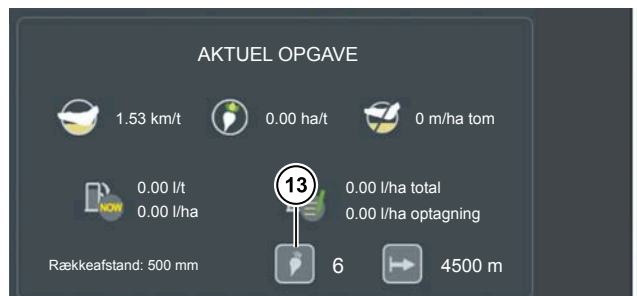 AKTUEL OPGAVE
1.53 km/t 0.00 ha/t 0 m/ha tom
NOW 0.00 l/t 13 0.00 l/ha total
0.00 l/ha 0.00 l/ha optagning
Rækkeafstand: 500 mm 6 4500 m